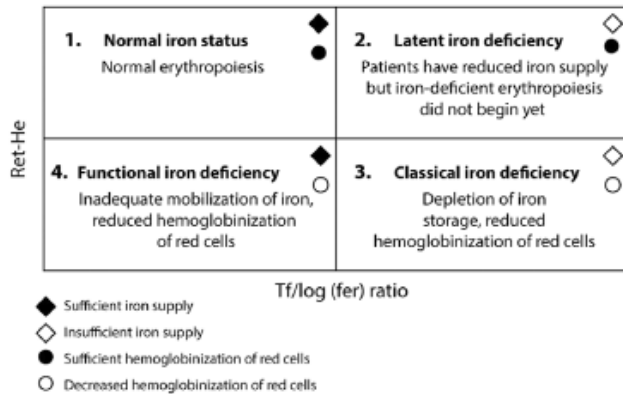 1. Normal iron status
Normal erythropoiesis
2. Latent iron deficiency
Patients have reduced iron supply
but iron-deficient erythropoiesis
did not begin yet
4. Functional iron deficiency
Inadequate mobilization of iron,
reduced hemoglobinization
of red cells
3. Classical iron deficiency
Depletion of iron
storage, reduced
hemoglobinization of red cells
Ret-He
Tf/log (fer) ratio
Sufficient iron supply
Insufficient iron supply
Sufficient hemoglobinization of red cells
Decreased hemoglobinization of red cells